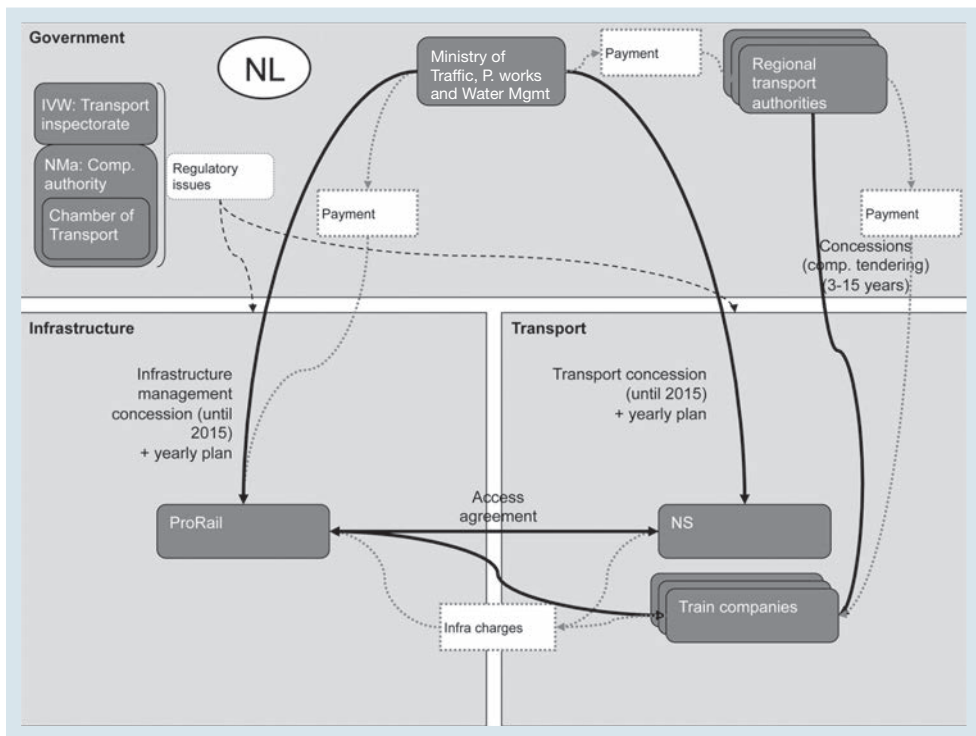 Government
NL
Ministry of
Traffic, P. works
and Water Mgmt
Payment
Regional
transport
authorities
IVW: Transport
inspectorate
NMa: Comp.
authority
Chamber of
Transport
Regulatory
issues
Payment
Payment
Concessions
(comp. tendering)
(3-15 years)
Infrastructure
Transport
Infrastructure
management
concession (until
2015)
+ yearly plan
Transport concession
(until 2015)
+ yearly plan
ProRail
Access
agreement
NS
Train companies
Infra charges